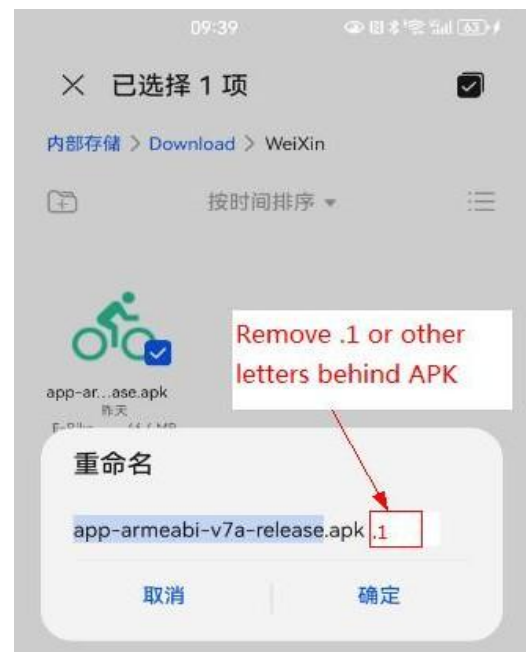 09:39
63
已选择 1 项
内部存储 > Download > WeiXin
按时间排序
Remove .1 or other
letters behind APK
app-ar...ase.apk
昨天
重命名
app-armeabi-v7a-release.apk .1
取消
确定